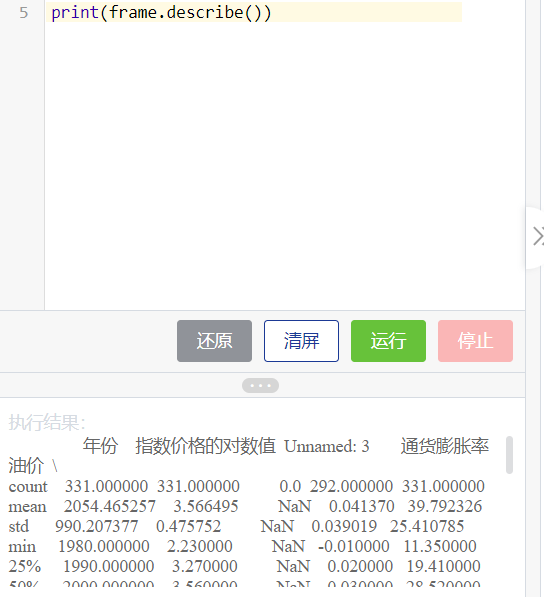 5 print(frame.describe())
还原 清屏 运行 停止
执行结果:
年份 指数价格的对数值 Unnamed: 3 通货膨胀率
油价 \
count 331.000000 331.000000 0.0 292.000000 331.000000
mean 2054.465257 3.566495 NaN 0.041370 39.792326
std 990.207377 0.475752 NaN 0.039019 25.410785
min 1980.000000 2.230000 NaN -0.010000 11.350000
25% 1990.000000 3.270000 NaN 0.020000 19.410000
50% 2000.000000 3.560000 NaN 0.030000 28.520000